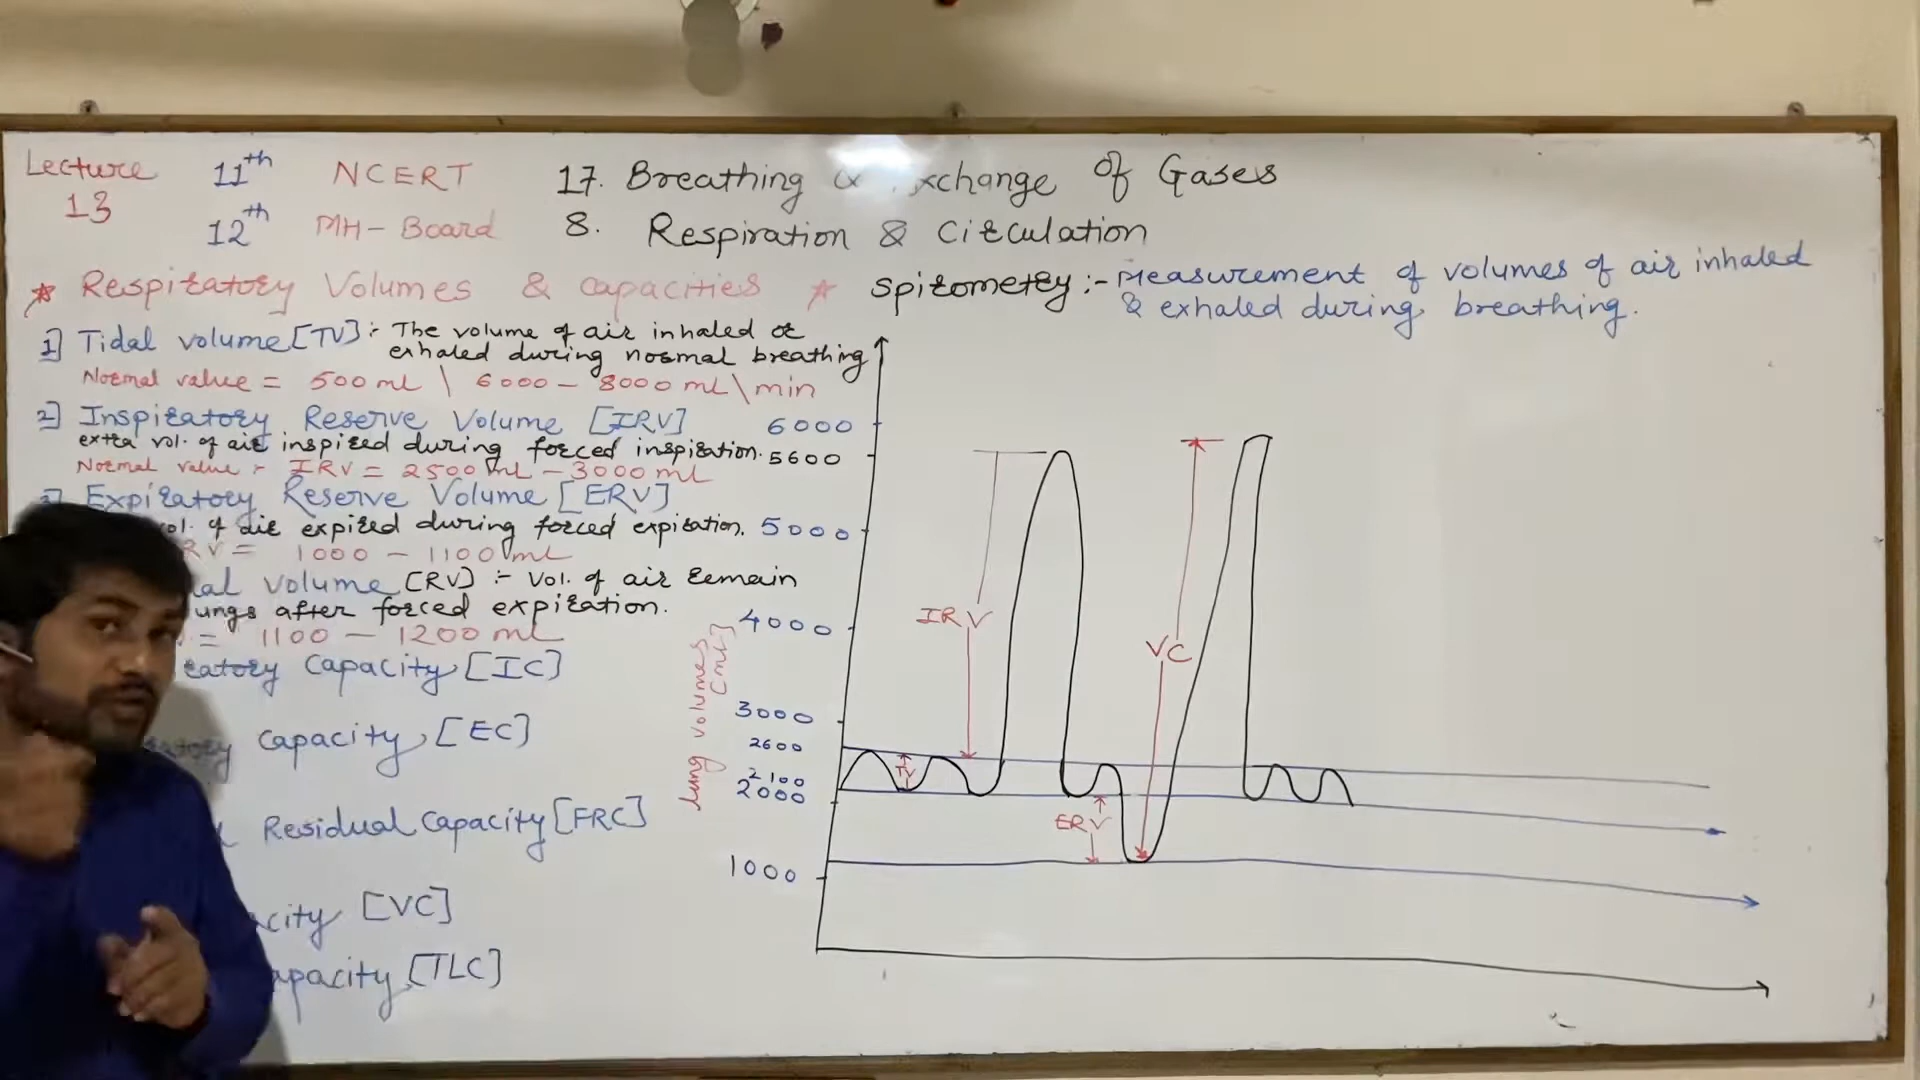 Lecture 13
11th NCERT 17. Breathing & Exchange of Gases
12th MH-Board 8. Respiration & Circulation
* Respiratory Volumes & capacities *
Spirometry :- Measurement of volumes of air inhaled
& exhaled during breathing.
1] Tidal volume [TV] :- The volume of air inhaled or
exhaled during normal breathing
Normal value = 500 ml \ 6000 - 8000 ml\min
2] Inspiratory Reserve Volume [IRV]
extra vol. of air inspired during forced inspiration.
Normal value :- IRV = 2500 ml - 3000 ml
3] Expiratory Reserve Volume [ERV]
vol. of air expired during forced expiration.
RV = 1000 - 1100 ml
volume [RV] :- Vol. of air remain
lungs after forced expiration.
= 1100 - 1200 ml
Capacity [IC]
capacity [EC]
Residual Capacity [FRC]
[VC]
[TLC]
lung volumes
(ml)
6000
5600
5000
4000
3000
2600
2100
2000
1000
IRV
VC
TV
ERV